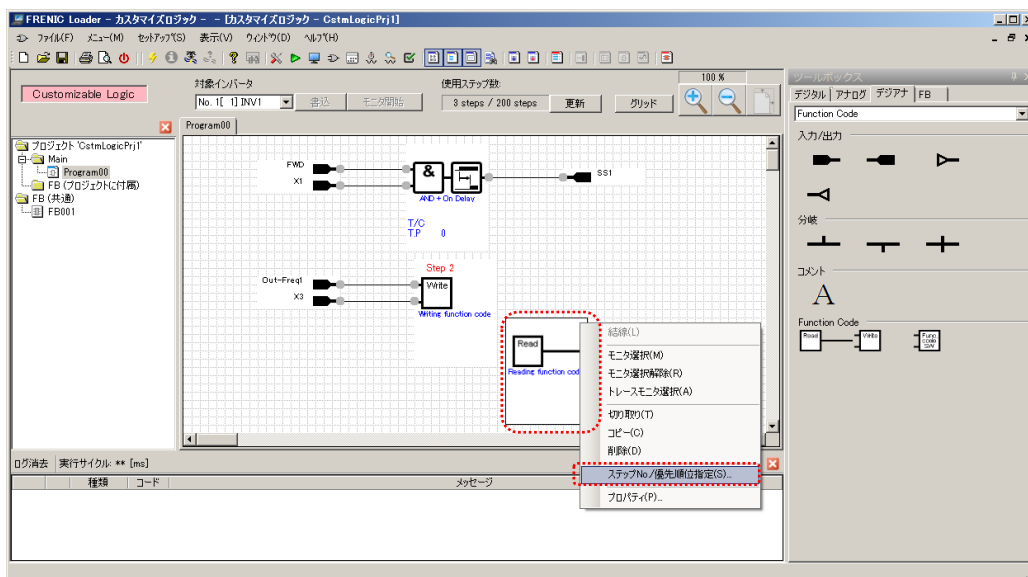 FRENIC Loader - カスタマイズロジック - - [カスタマイズロジック - CstmLogicPrj1]
ファイル(F) メニュー(M) セットアップ(S) 表示(V) ウィンドウ(D) ヘルプ(H)
Customizable Logic
対象インバータ
No. 1[ 1] INV1
書込
モニタ開始
使用ステップ数:
3 steps / 200 steps
更新
グリッド
100 %
プロジェクト 'CstmLogicPrj1'
Main
Program00
FB (プロジェクトに付属)
FB (共通)
FB001
Program00
FWD
X1
&
AND + On Delay
SS1
T/C
T.P 0
Step 2
Out-Freq1
X3
Write
Writing function code
Read
Reading function cod
結線(L)
モニタ選択(M)
モニタ選択解除(R)
トレースモニタ選択(A)
切り取り(T)
コピー(C)
削除(D)
ステップNo./優先順位指定(S)...
プロパティ(P)...
ツールボックス
デジタル アナログ デジアナ FB
Function Code
入力/出力
分岐
コメント
A
Function Code
Read
Write
Func code S/W
ログ消去 実行サイクル: ** [ms]
種類 コード メッセージ